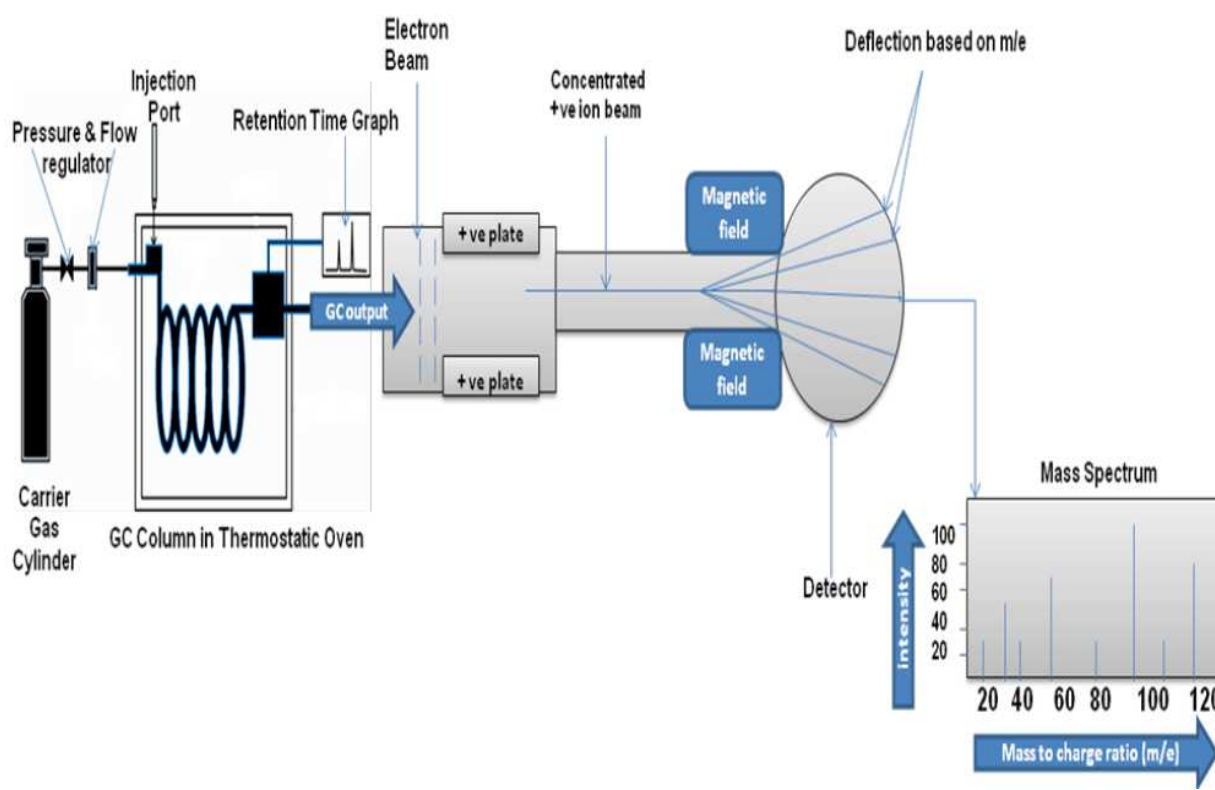 Electron
Beam
Deflection based on m/e
Injection
Port
Concentrated
+ve ion beam
Retention Time Graph
Pressure & Flow
regulator
Magnetic
field
+ve plate
GC output
Magnetic
field
+ve plate
Carrier
Gas
Cylinder
GC Column in Thermostatic Oven
Mass Spectrum
Detector
intensity
100
80
60
40
20
20 40 60 80 100 120
Mass to charge ratio (m/e)